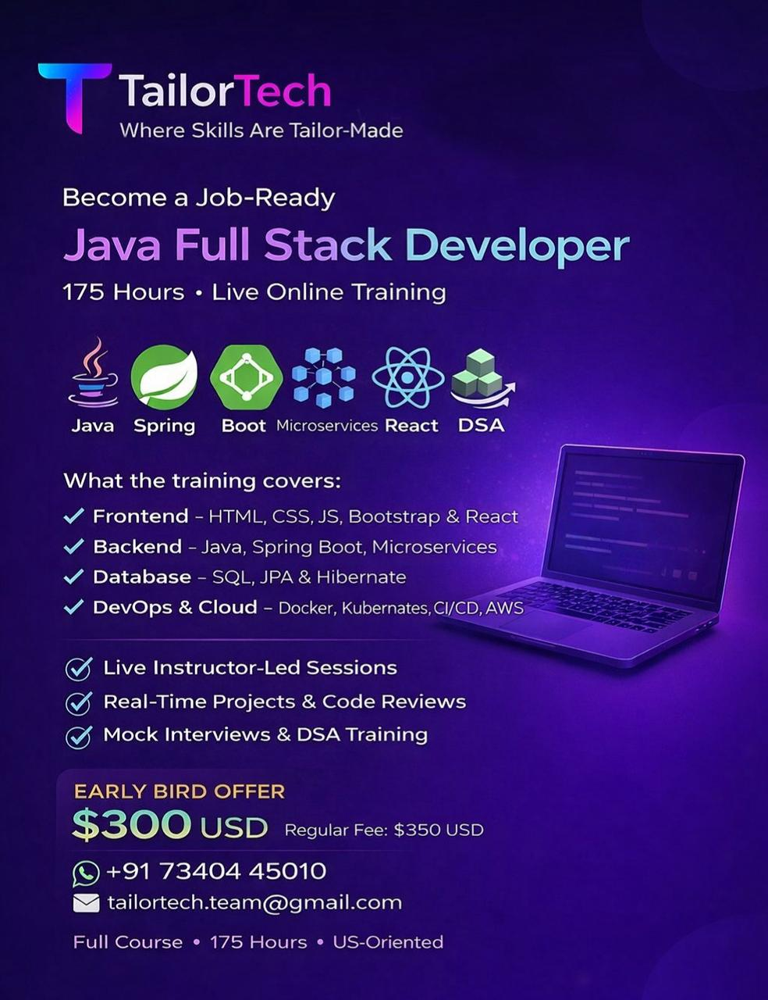 TailorTech
Where Skills Are Tailor-Made
Become a Job-Ready
Java Full Stack Developer
175 Hours • Live Online Training
Java Spring Boot Microservices React DSA
What the training covers:
Frontend – HTML, CSS, JS, Bootstrap & React
Backend – Java, Spring Boot, Microservices
Database – SQL, JPA & Hibernate
DevOps & Cloud – Docker, Kubernetes, CI/CD, AWS
Live Instructor-Led Sessions
Real-Time Projects & Code Reviews
Mock Interviews & DSA Training
EARLY BIRD OFFER
$300 USD Regular Fee: $350 USD
+91 73404 45010
tailortech.team@gmail.com
Full Course • 175 Hours • US-Oriented